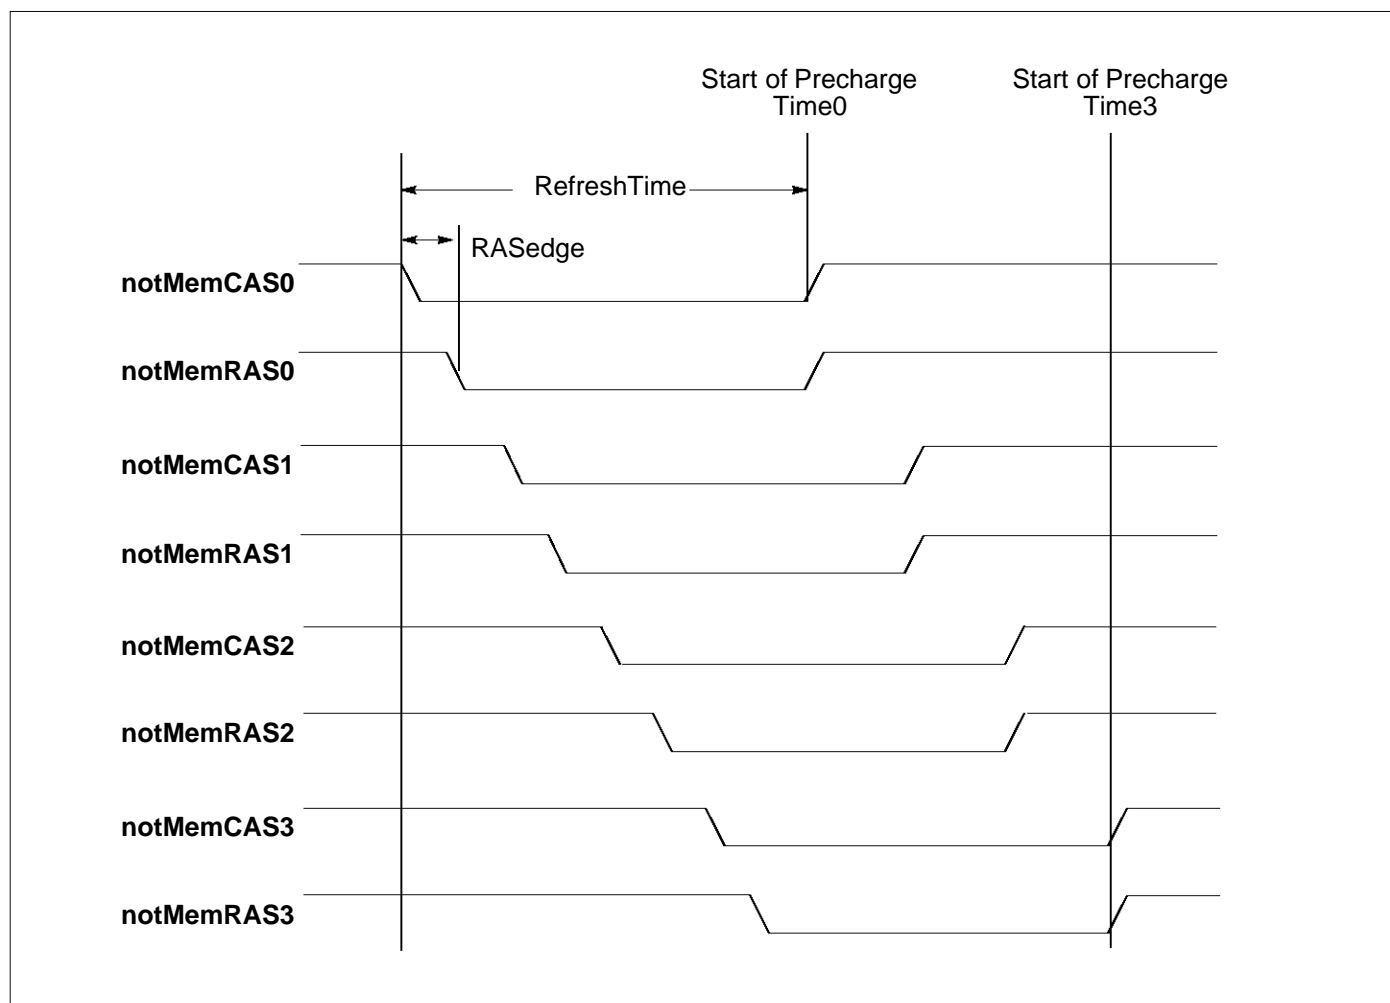 Start of Precharge
Time0
Start of Precharge
Time3
RefreshTime
RASedge
notMemCAS0
notMemRAS0
notMemCAS1
notMemRAS1
notMemCAS2
notMemRAS2
notMemCAS3
notMemRAS3